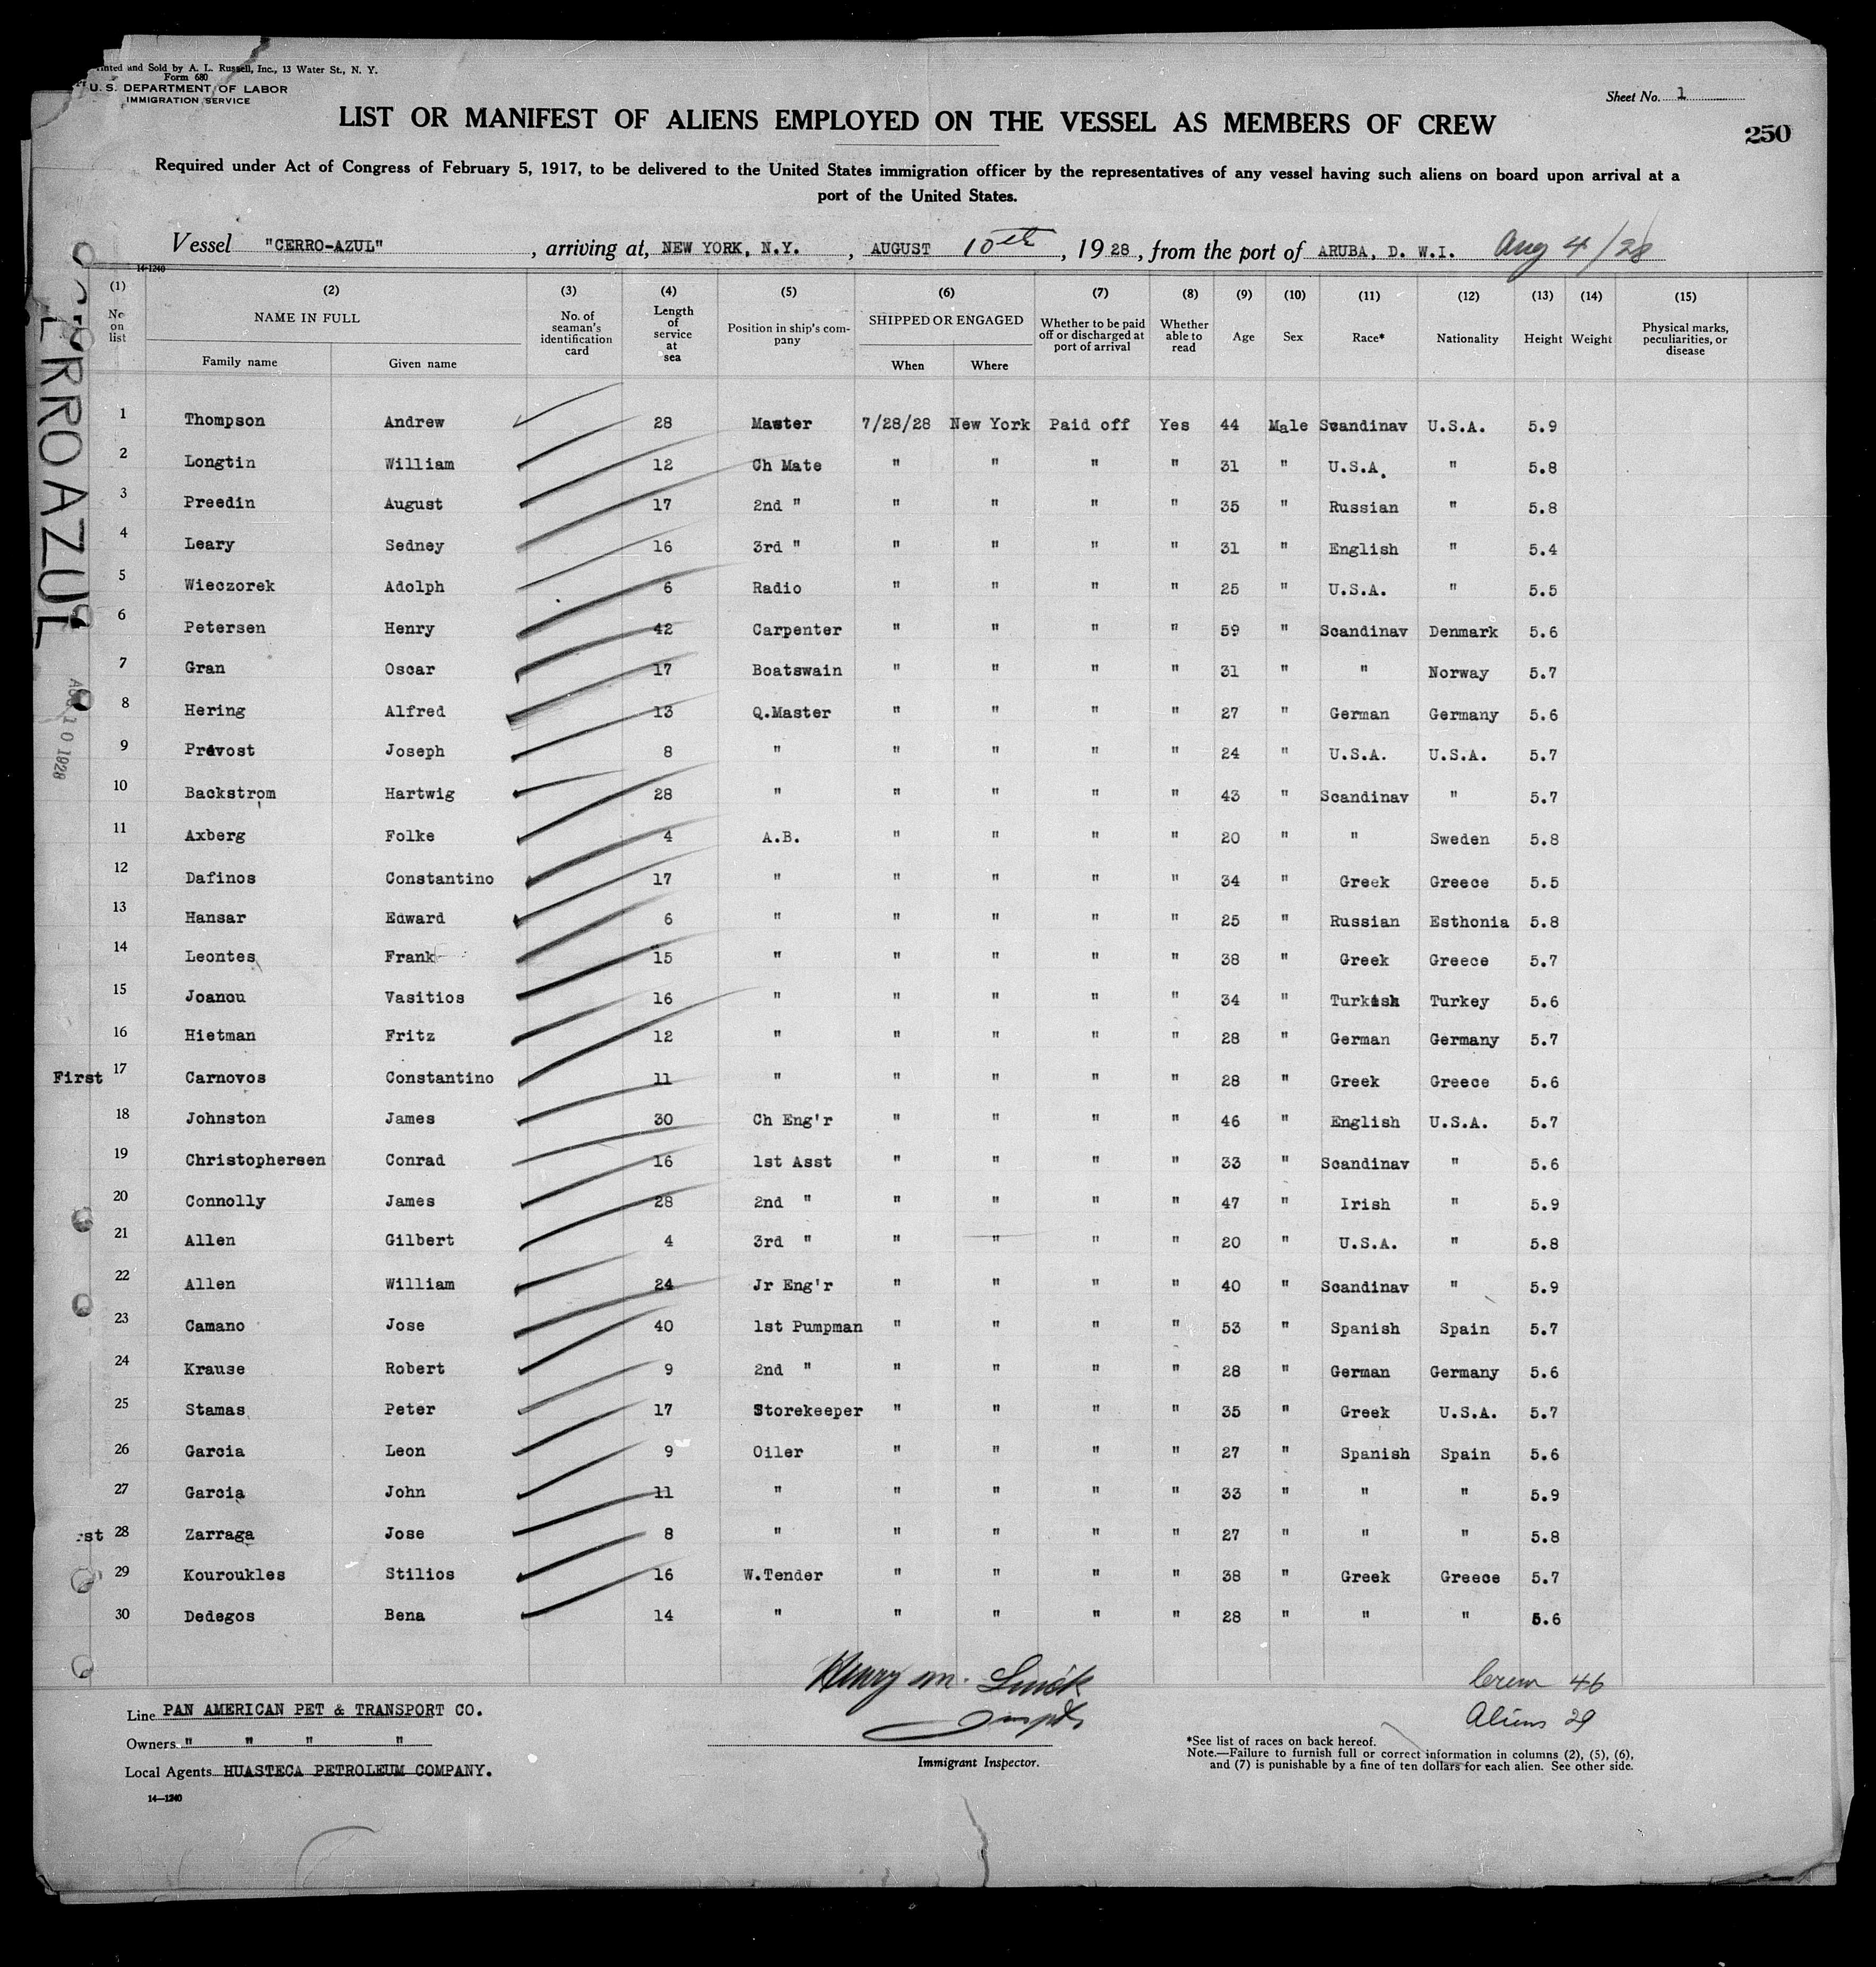 Printed and Sold by A. L. Russell, Inc., 13 Water St., N. Y.
Form 680
U. S. DEPARTMENT OF LABOR
IMMIGRATION SERVICE
Sheet No. 1
LIST OR MANIFEST OF ALIENS EMPLOYED ON THE VESSEL AS MEMBERS OF CREW
250
Required under Act of Congress of February 5, 1917, to be delivered to the United States immigration officer by the representatives of any vessel having such aliens on board upon arrival at a
port of the United States.
Vessel "CERRO-AZUL", arriving at, NEW YORK, N.Y., AUGUST 10th, 1928, from the port of ARUBA, D. W.I. Aug 4/28
14-1240
CERRO AZUL
AUG 10 1928
(1) (2) (3) (4) (5) (6) (7) (8) (9) (10) (11) (12) (13) (14) (15)
No on list NAME IN FULL Family name Given name No. of seaman's identification card Length of service at sea Position in ship's company SHIPPED OR ENGAGED When Where Whether to be paid off or discharged at port of arrival Whether able to read Age Sex Race* Nationality Height Weight Physical marks, peculiarities, or disease
1 Thompson Andrew 28 Master 7/28/28 New York Paid off Yes 44 Male Scandinav U.S.A. 5.9
2 Longtin William 12 Ch Mate " " " " 31 " U.S.A. " 5.8
3 Preedin August 17 2nd " " " " " 35 " Russian " 5.8
4 Leary Sedney 16 3rd " " " " " 31 " English " 5.4
5 Wieczorek Adolph 6 Radio " " " " 25 " U.S.A. " 5.5
6 Petersen Henry 42 Carpenter " " " " 59 " Scandinav Denmark 5.6
7 Gran Oscar 17 Boatswain " " " " 31 " " Norway 5.7
8 Hering Alfred 13 Q.Master " " " " 27 " German Germany 5.6
9 Prevost Joseph 8 " " " " " 24 " U.S.A. U.S.A. 5.7
10 Backstrom Hartwig 28 " " " " " 43 " Scandinav " 5.7
11 Axberg Folke 4 A.B. " " " " 20 " " Sweden 5.8
12 Dafinos Constantino 17 " " " " " 34 " Greek Greece 5.5
13 Hansar Edward 6 " " " " " 25 " Russian Esthonia 5.8
14 Leontes Frank 15 " " " " " 38 " Greek Greece 5.7
15 Joanou Vasitios 16 " " " " " 34 " Turkish Turkey 5.6
16 Hietman Fritz 12 " " " " " 28 " German Germany 5.7
First 17 Carnovos Constantino 11 " " " " " 28 " Greek Greece 5.6
18 Johnston James 30 Ch Eng'r " " " " 46 " English U.S.A. 5.7
19 Christophersen Conrad 16 1st Asst " " " " 33 " Scandinav " 5.6
20 Connolly James 28 2nd " " " " " 47 " Irish " 5.9
21 Allen Gilbert 4 3rd " " " " " 20 " U.S.A. " 5.8
22 Allen William 24 Jr Eng'r " " " " 40 " Scandinav " 5.9
23 Camano Jose 40 1st Pumpman " " " " 53 " Spanish Spain 5.7
24 Krause Robert 9 2nd " " " " " 28 " German Germany 5.6
25 Stamas Peter 17 Storekeeper " " " " 35 " Greek U.S.A. 5.7
26 Garcia Leon 9 Oiler " " " " 27 " Spanish Spain 5.6
27 Garcia John 11 " " " " " 33 " " " 5.9
rst 28 Zarraga Jose 8 " " " " " 27 " " " 5.8
29 Kouroukles Stilios 16 W.Tender " " " " 38 " Greek Greece 5.7
30 Dedegos Bena 14 " " " " " 28 " " " 5.6
Henry M.
Crew 46
Aliens 29
Line PAN AMERICAN PET & TRANSPORT CO.
Owners " " " "
Local Agents HUASTECA PETROLEUM COMPANY.
14—1240
Immigrant Inspector.
*See list of races on back hereof.
Note.—Failure to furnish full or correct information in columns (2), (5), (6),
and (7) is punishable by a fine of ten dollars for each alien. See other side.